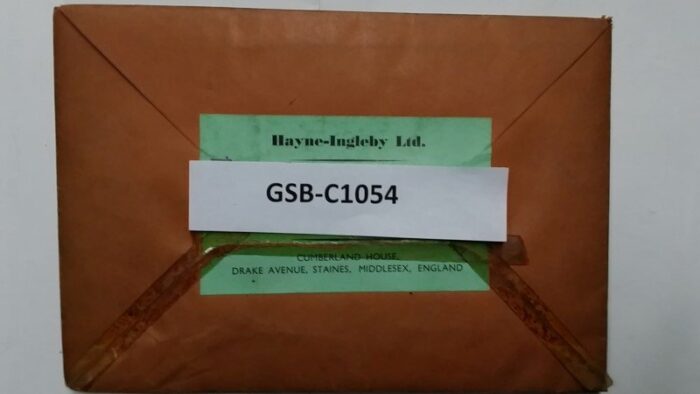 Hayne-Ingleby Ltd.
GSB-C1054
CUMBERLAND HOUSE,
DRAKE AVENUE, STAINES, MIDDLESEX, ENGLAND